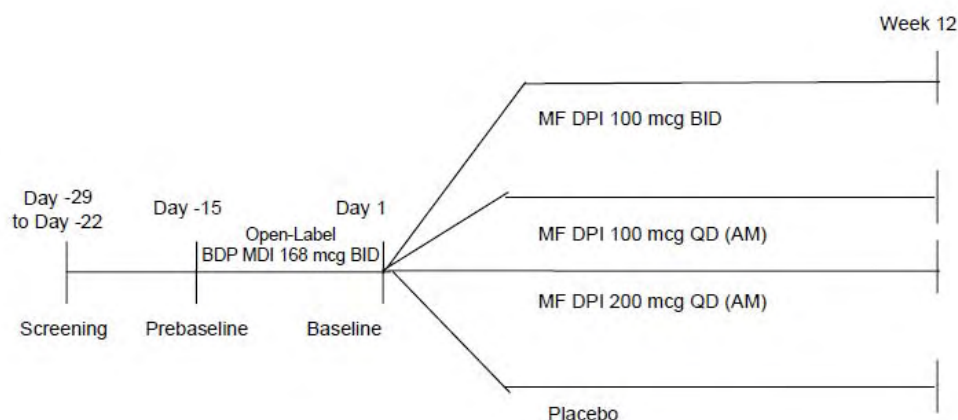 Week 12
MF DPI 100 mcg BID
Day -29
to Day -22
Day -15
Day 1
Open-Label
BDP MDI 168 mcg BID
MF DPI 100 mcg QD (AM)
MF DPI 200 mcg QD (AM)
Screening
Prebaseline
Baseline
Placebo